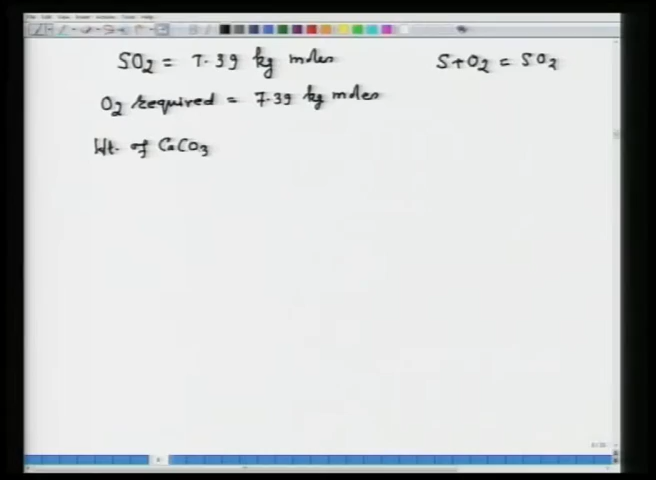 SO2 = 7.39 kg moles S+O2 = SO2
O2 required = 7.39 kg moles
Wt. of CaCO3